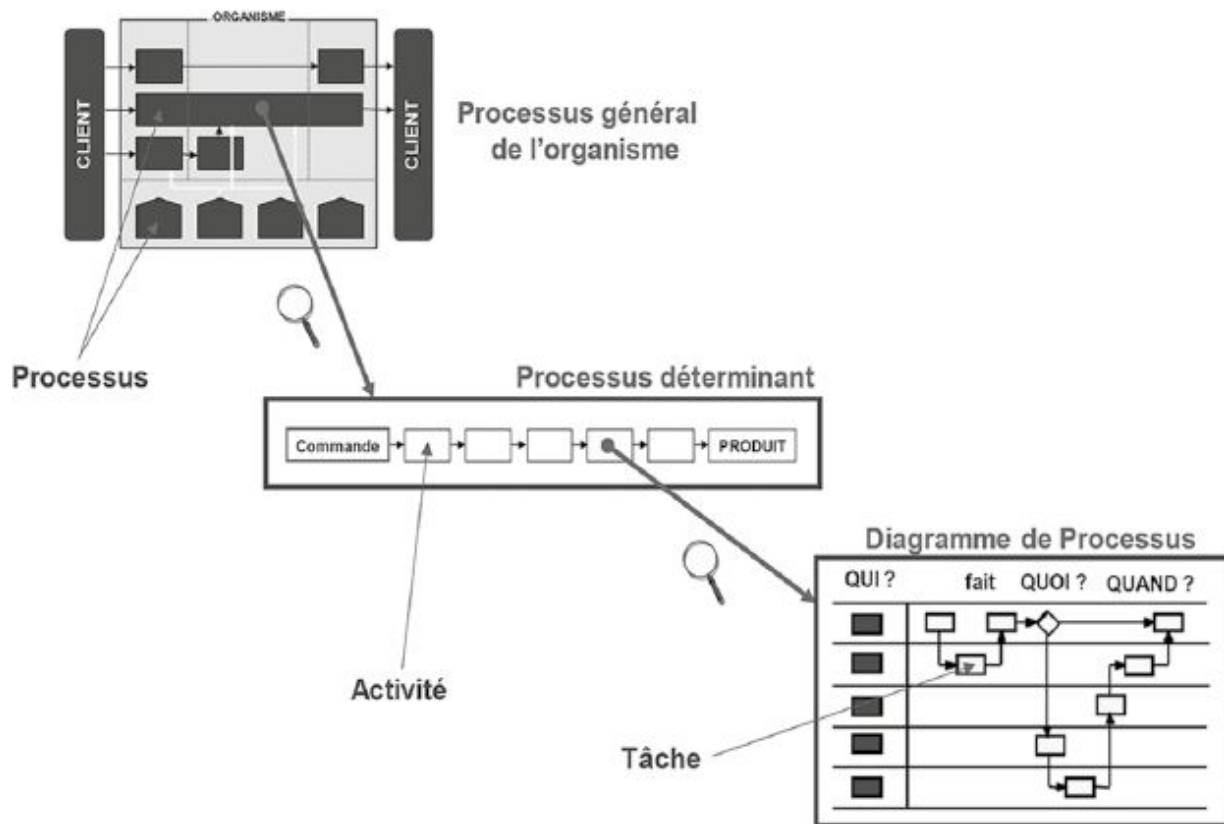 ORGANISME
CLIENT
CLIENT
Processus général
de l'organisme
Processus
Processus déterminant
Commande
PRODUIT
Activité
Diagramme de Processus
QUI ? fait QUOI ? QUAND ?
Tâche